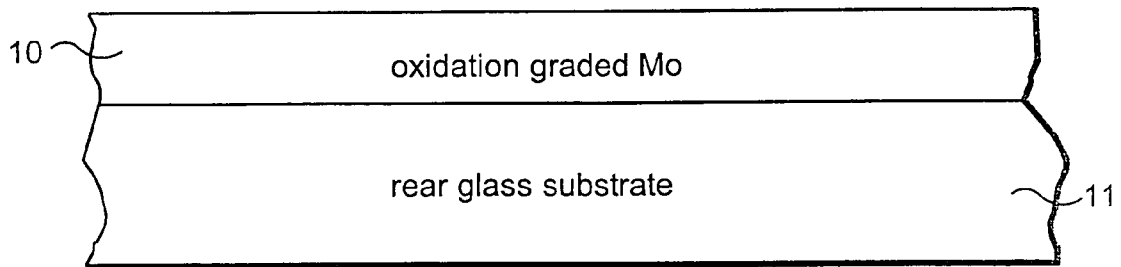 10
oxidation graded Mo
rear glass substrate
11